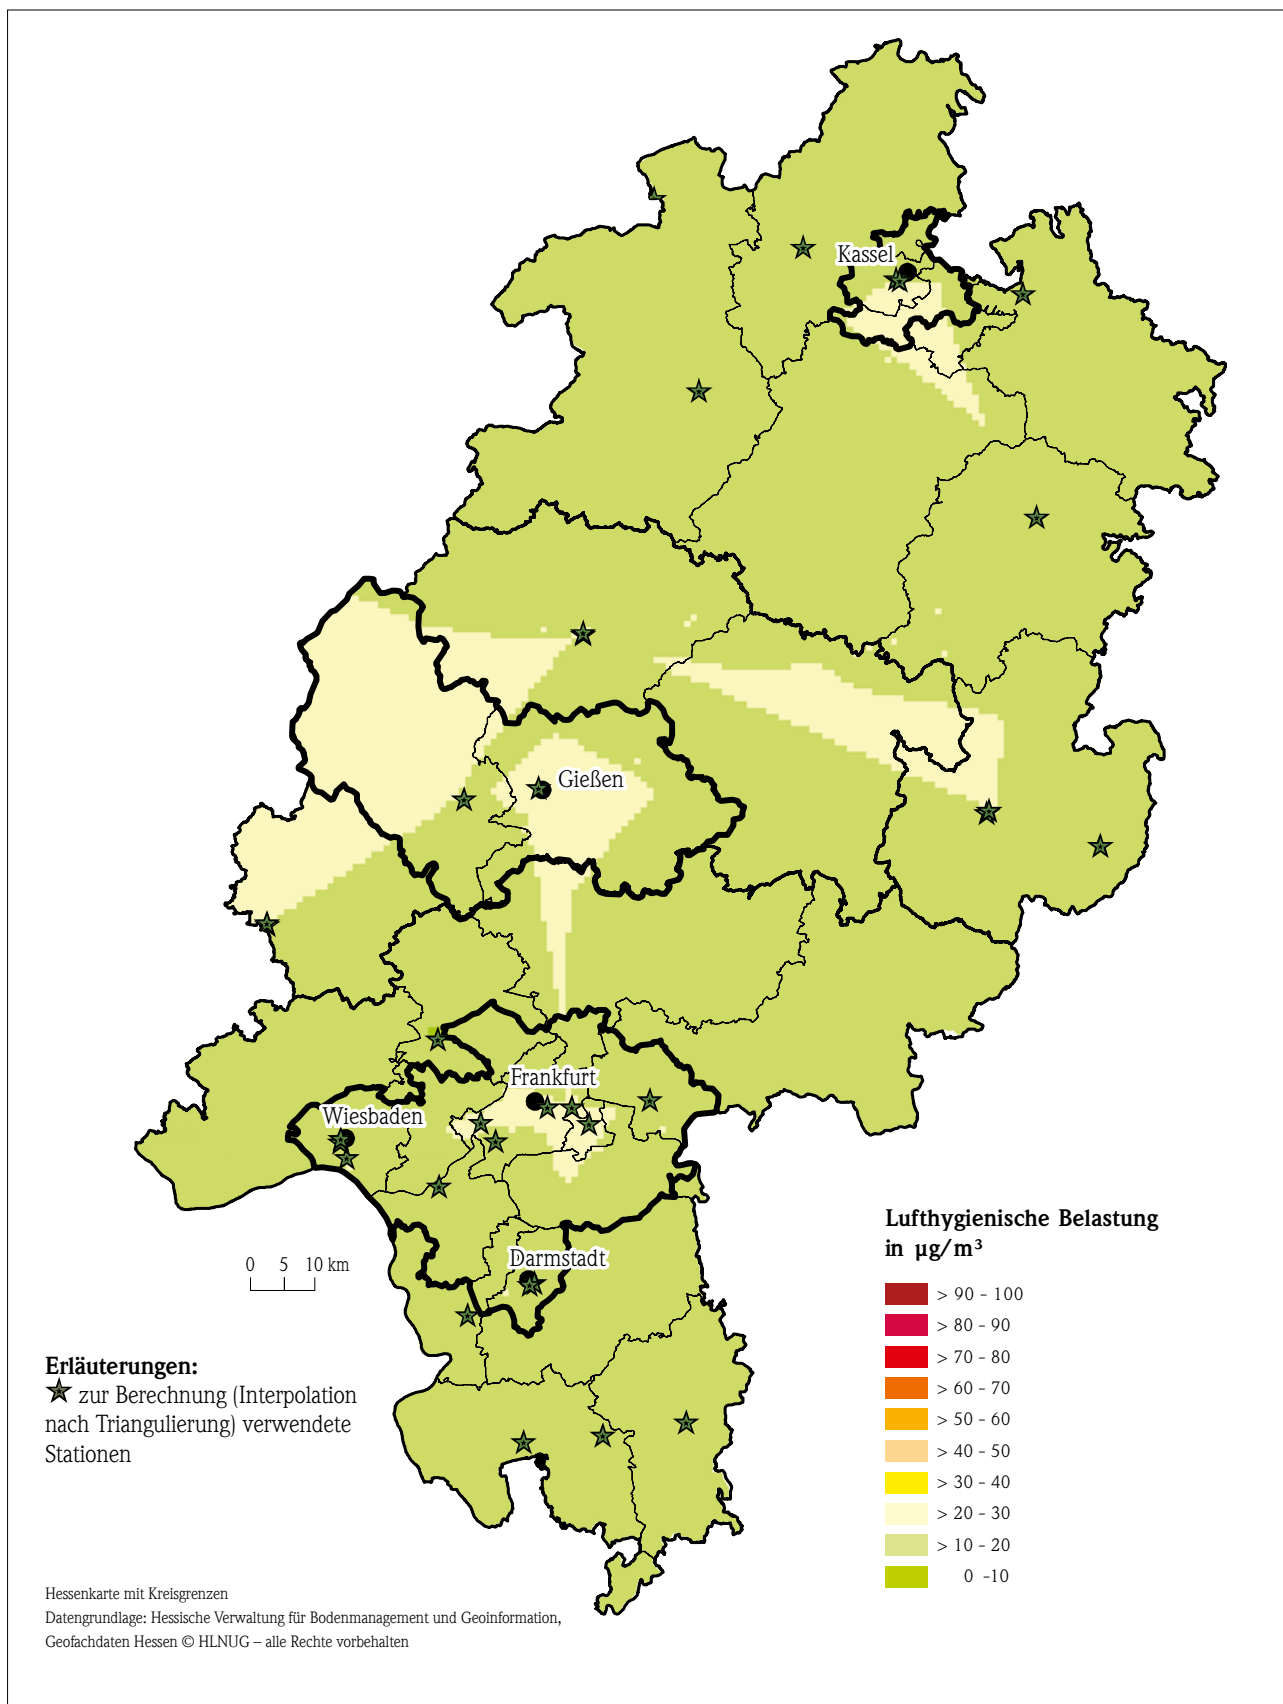 Kassel
Gießen
Frankfurt
Wiesbaden
Darmstadt
0 5 10 km
Lufthygienische Belastung
in µg/m³
> 90 - 100
> 80 - 90
> 70 - 80
> 60 - 70
> 50 - 60
> 40 - 50
> 30 - 40
> 20 - 30
> 10 - 20
0 -10
Erläuterungen:
zur Berechnung (Interpolation
nach Triangulierung) verwendete
Stationen
Hessenkarte mit Kreisgrenzen
Datengrundlage: Hessische Verwaltung für Bodenmanagement und Geoinformation,
Geofachdaten Hessen © HLNUG – alle Rechte vorbehalten